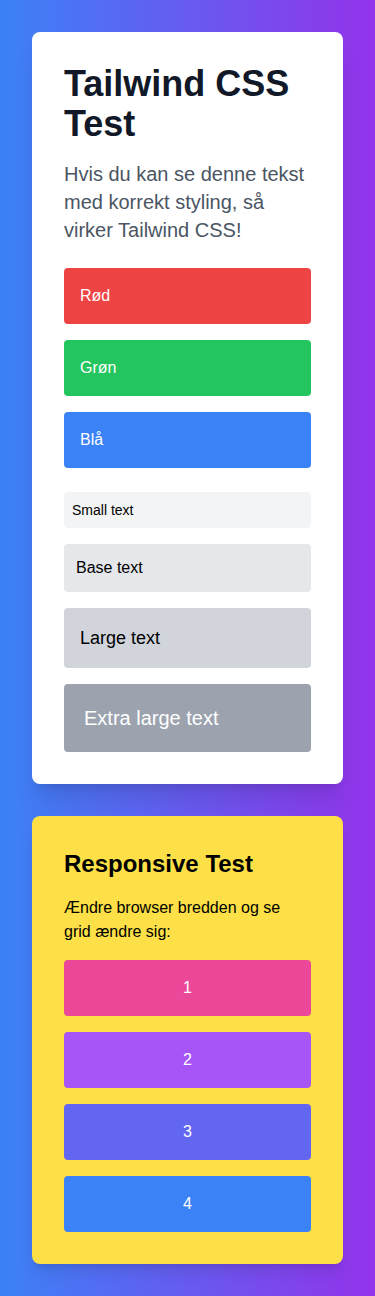 Tailwind CSS
Test
Hvis du kan se denne tekst
med korrekt styling, så
virker Tailwind CSS!
Rød
Grøn
Blå
Small text
Base text
Large text
Extra large text
Responsive Test
Ændre browser bredden og se
grid ændre sig:
1
2
3
4